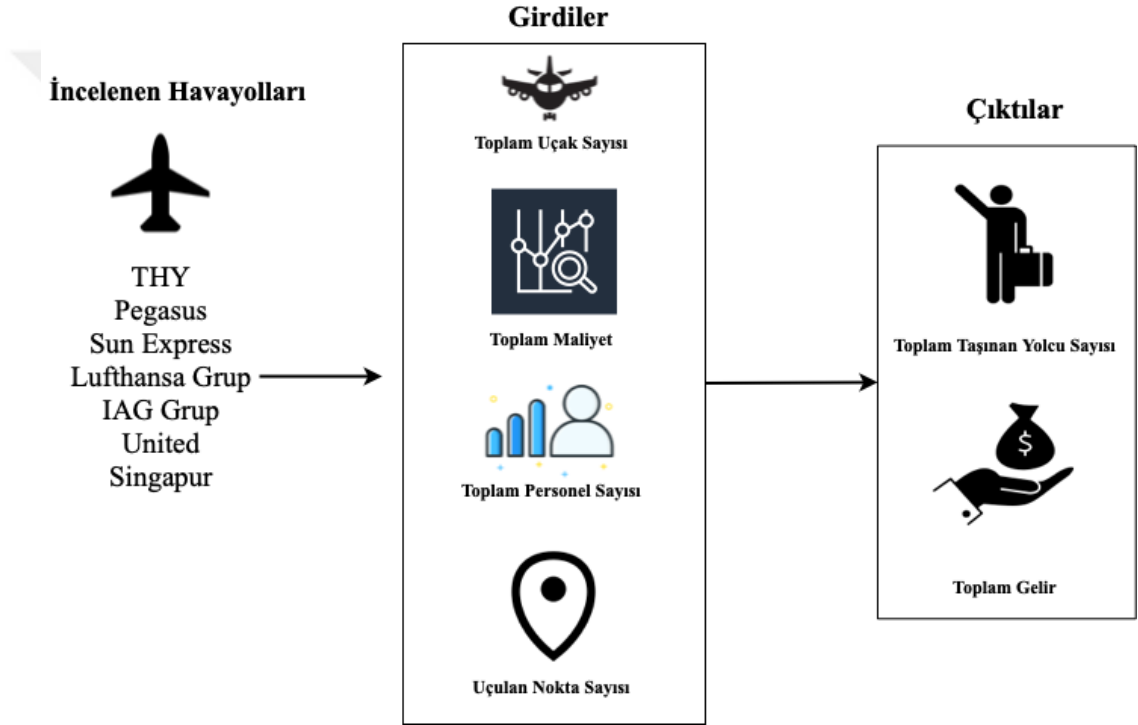 İncelenen Havayolları
THY
Pegasus
Sun Express
Lufthansa Grup
IAG Grup
United
Singapur
Girdiler
Toplam Uçak Sayısı
Toplam Maliyet
Toplam Personel Sayısı
Uçulan Nokta Sayısı
Çıktılar
Toplam Taşınan Yolcu Sayısı
$
Toplam Gelir